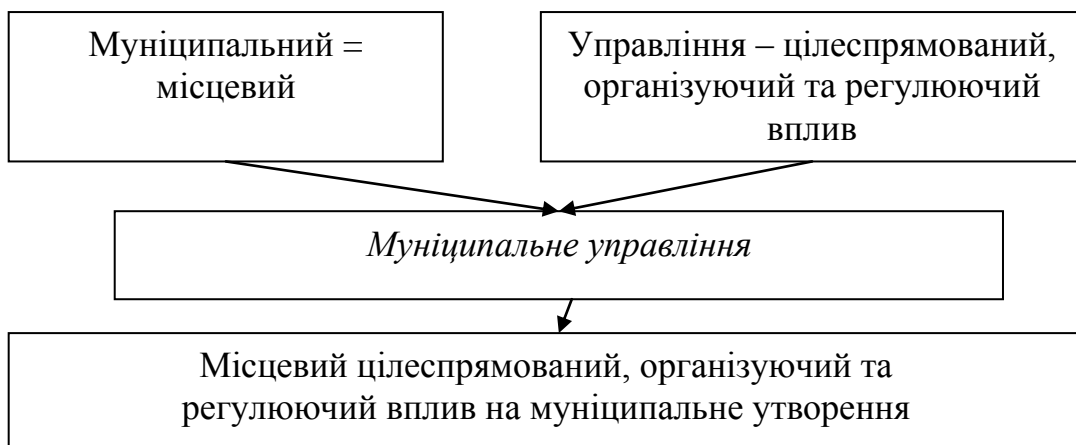 Муніципальний =
місцевий
Управління – цілеспрямований,
організуючий та регулюючий
вплив
Муніципальне управління
Місцевий цілеспрямований, організуючий та
регулюючий вплив на муніципальне утворення